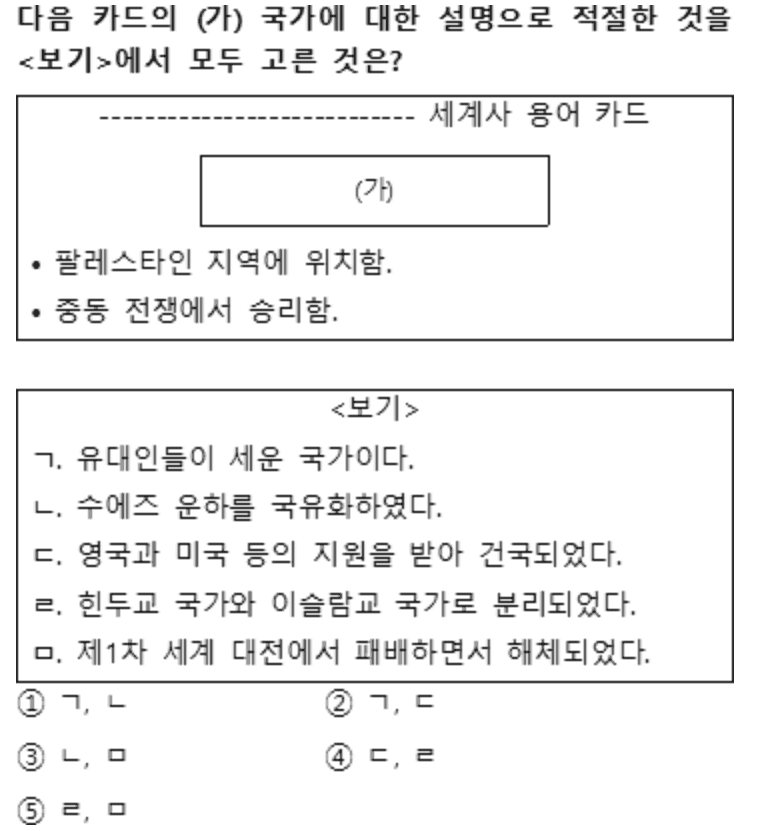 다음 카드의 (가) 국가에 대한 설명으로 적절한 것을
<보기>에서 모두 고른 것은?
--------------------------- 세계사 용어 카드
(가)
• 팔레스타인 지역에 위치함.
• 중동 전쟁에서 승리함.
<보기>
ㄱ. 유대인들이 세운 국가이다.
ㄴ. 수에즈 운하를 국유화하였다.
ㄷ. 영국과 미국 등의 지원을 받아 건국되었다.
ㄹ. 힌두교 국가와 이슬람교 국가로 분리되었다.
ㅁ. 제1차 세계 대전에서 패배하면서 해체되었다.
① ㄱ, ㄴ ② ㄱ, ㄷ
③ ㄴ, ㅁ ④ ㄷ, ㄹ
⑤ ㄹ, ㅁ